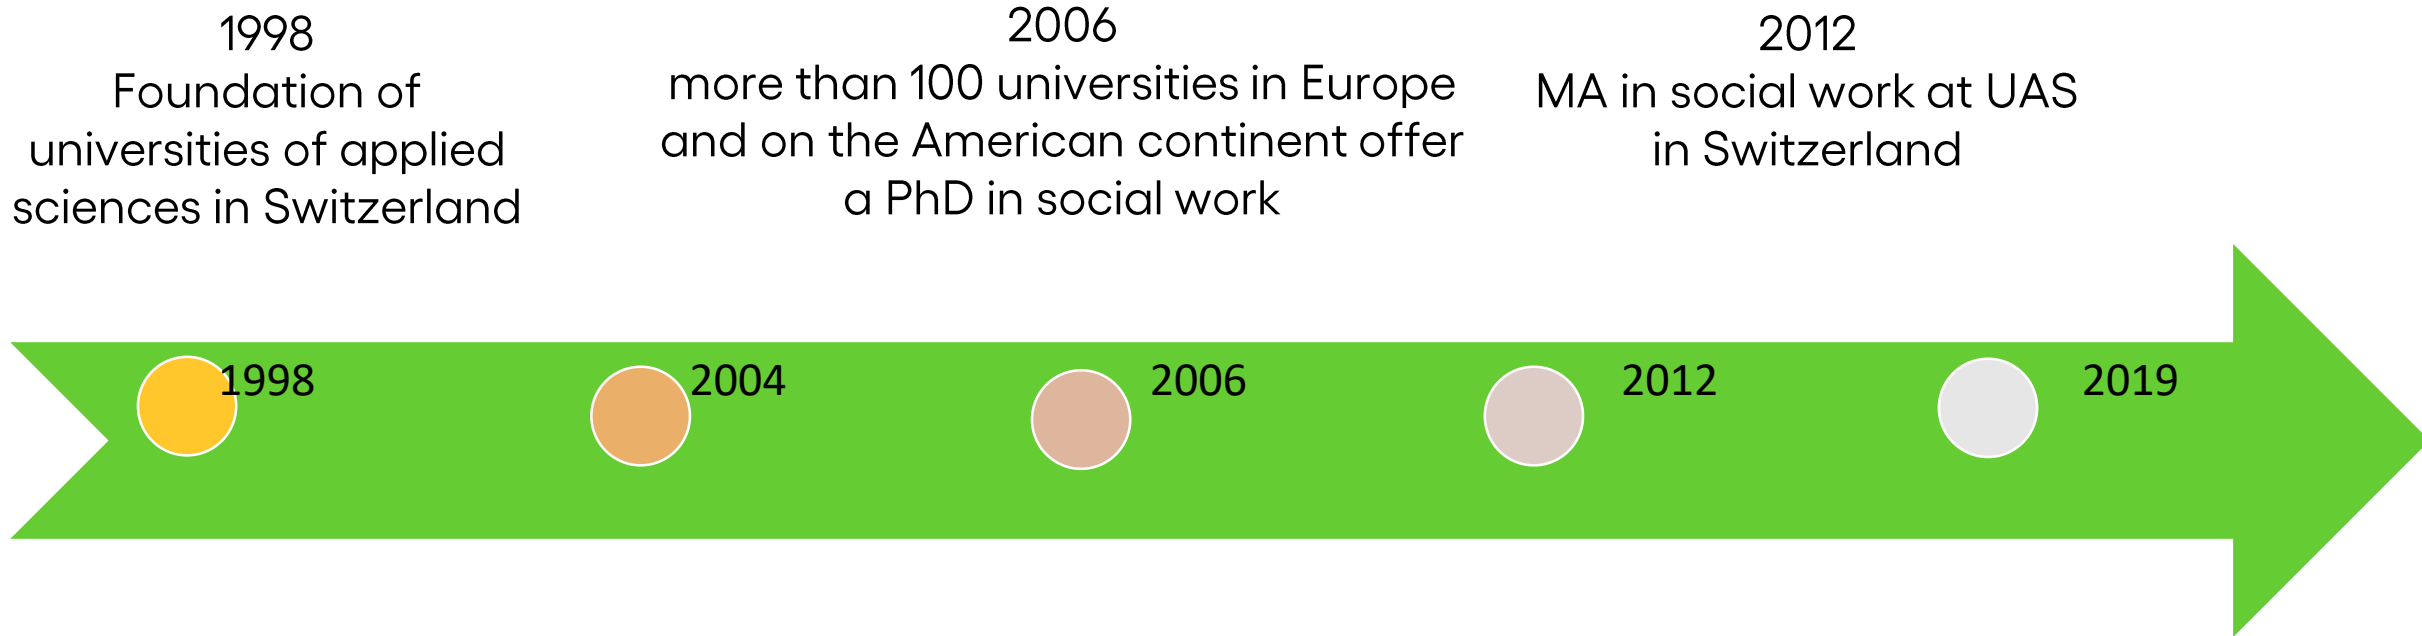 1998
Foundation of
universities of applied
sciences in Switzerland
2006
more than 100 universities in Europe
and on the American continent offer
a PhD in social work
2012
MA in social work at UAS
in Switzerland
1998
2004
2006
2012
2019